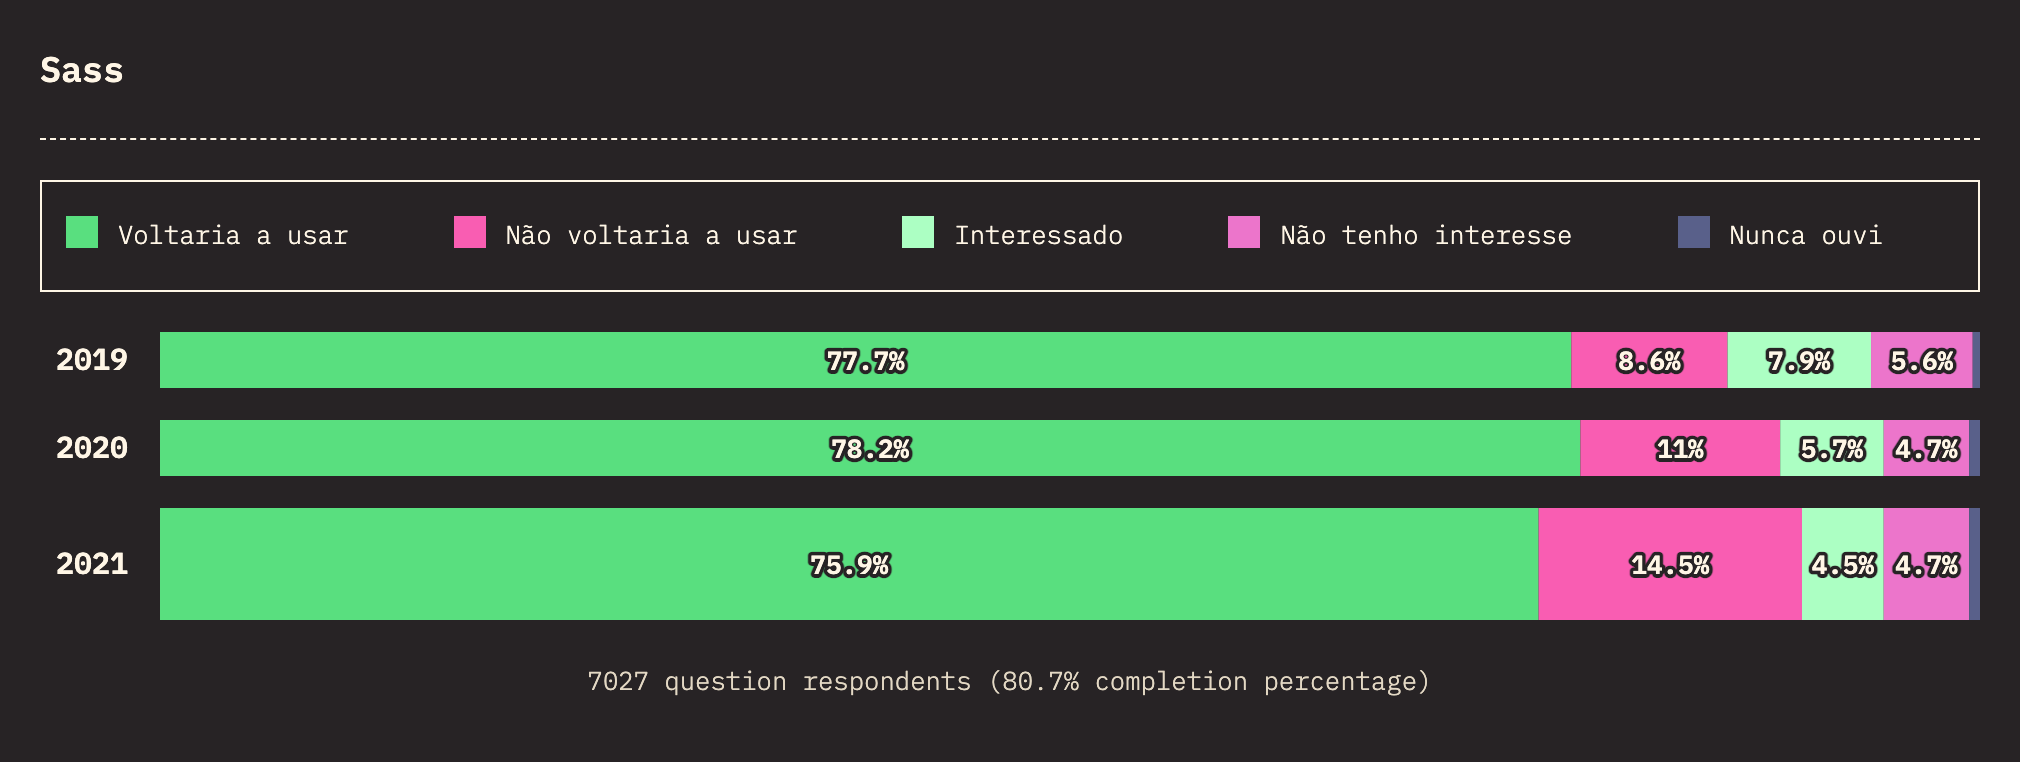 Sass
Voltaria a usar Não voltaria a usar Interessado Não tenho interesse Nunca ouvi
2019 77.7% 8.6% 7.9% 5.6%
2020 78.2% 11% 5.7% 4.7%
2021 75.9% 14.5% 4.5% 4.7%
7027 question respondents (80.7% completion percentage)